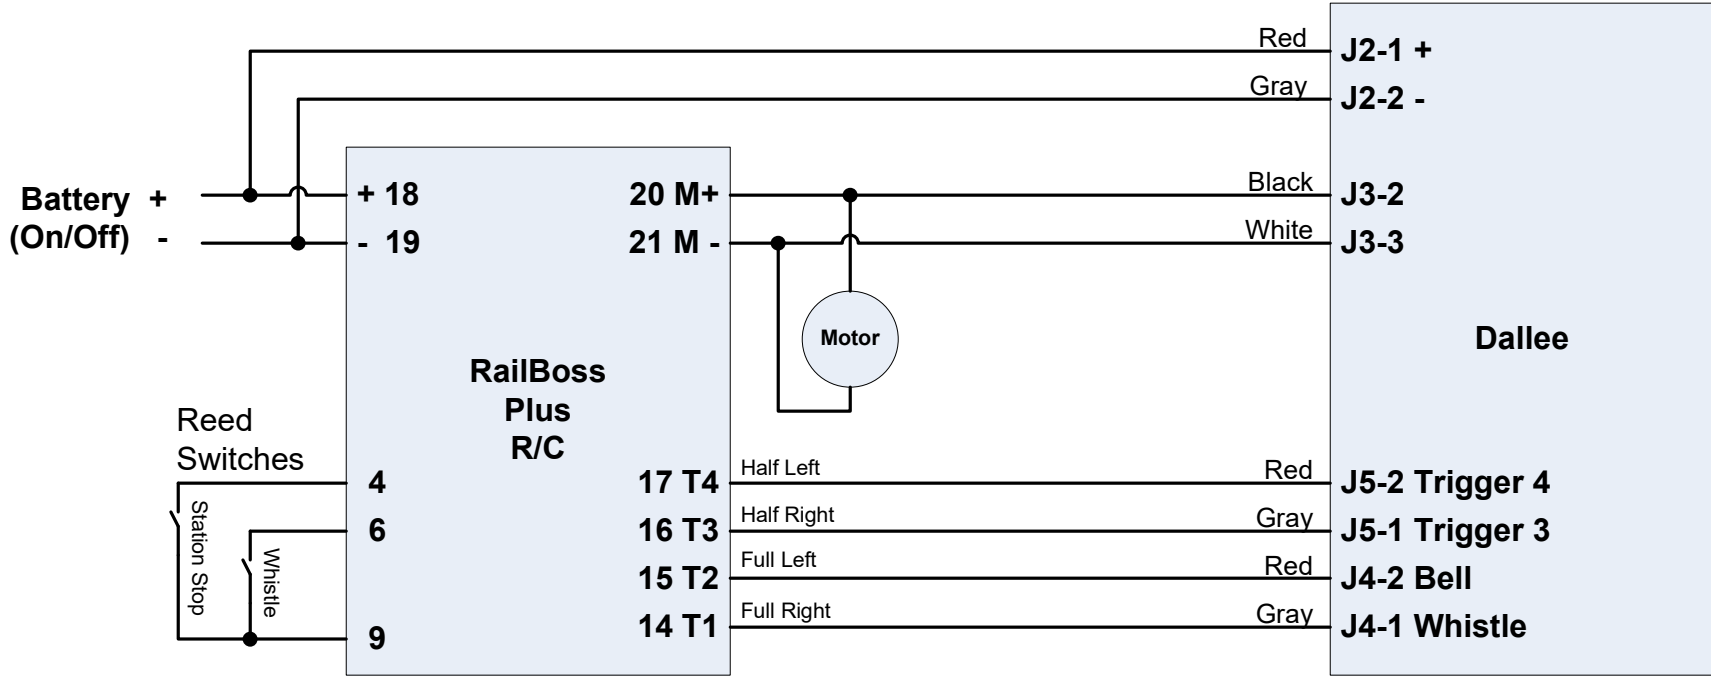 Red
J2-1 +
Gray
J2-2 -
Battery +
(On/Off) -
+ 18
- 19
20 M+
21 M -
Black
J3-2
White
J3-3
Motor
Dallee
RailBoss
Plus
R/C
Reed
Switches
Station Stop
Whistle
4
6
9
17 T4
Half Left
Red
J5-2 Trigger 4
16 T3
Half Right
Gray
J5-1 Trigger 3
15 T2
Full Left
Red
J4-2 Bell
14 T1
Full Right
Gray
J4-1 Whistle